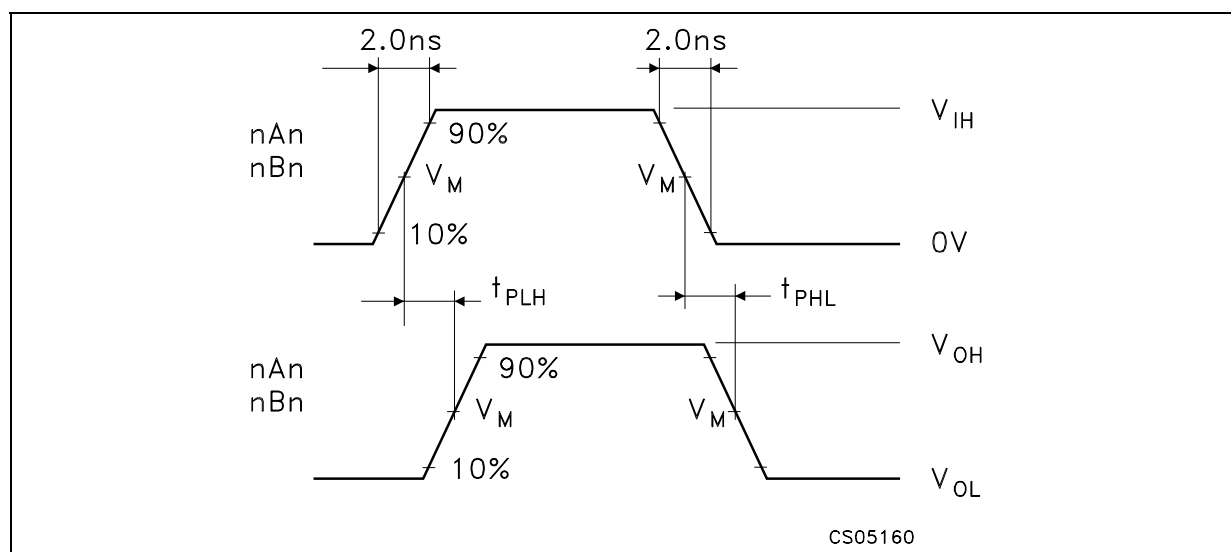 2.0ns
2.0ns
nAn
nBn
90%
V_M
10%
V_M
V_IH
0V
t_PLH
t_PHL
nAn
nBn
90%
V_M
10%
V_M
V_OH
V_OL
CS05160